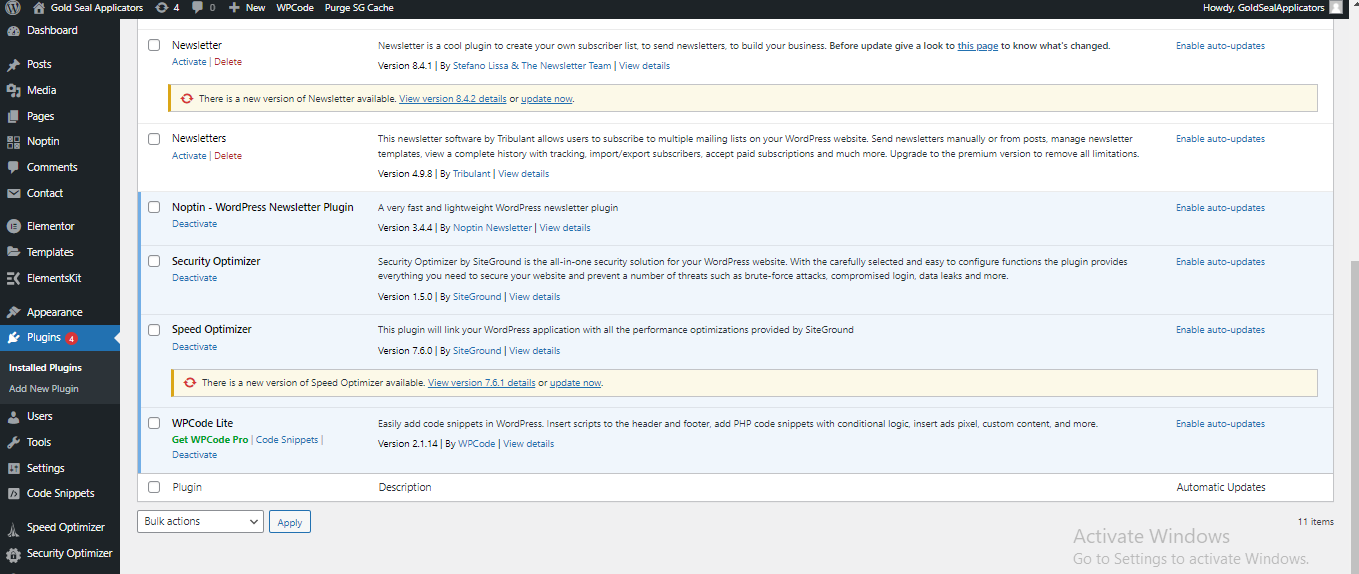 Gold Seal Applicators 4 0 New WPCode Purge SG Cache Howdy, GoldSealApplicators
Dashboard
Posts
Media
Pages
Noptin
Comments
Contact
Elementor
Templates
ElementsKit
Appearance
Plugins 4
Installed Plugins
Add New Plugin
Users
Tools
Settings
Code Snippets
Speed Optimizer
Security Optimizer
Newsletter
Activate | Delete
Newsletter is a cool plugin to create your own subscriber list, to send newsletters, to build your business. Before update give a look to this page to know what's changed.
Version 8.4.1 | By Stefano Lissa & The Newsletter Team | View details
Enable auto-updates
There is a new version of Newsletter available. View version 8.4.2 details or update now.
Newsletters
Activate | Delete
This newsletter software by Tribulant allows users to subscribe to multiple mailing lists on your WordPress website. Send newsletters manually or from posts, manage newsletter
templates, view a complete history with tracking, import/export subscribers, accept paid subscriptions and much more. Upgrade to the premium version to remove all limitations.
Version 4.9.8 | By Tribulant | View details
Enable auto-updates
Noptin - WordPress Newsletter Plugin
Deactivate
A very fast and lightweight WordPress newsletter plugin
Version 3.4.4 | By Noptin Newsletter | View details
Enable auto-updates
Security Optimizer
Deactivate
Security Optimizer by SiteGround is the all-in-one security solution for your WordPress website. With the carefully selected and easy to configure functions the plugin provides
everything you need to secure your website and prevent a number of threats such as brute-force attacks, compromised login, data leaks and more.
Version 1.5.0 | By SiteGround | View details
Enable auto-updates
Speed Optimizer
Deactivate
This plugin will link your WordPress application with all the performance optimizations provided by SiteGround
Version 7.6.0 | By SiteGround | View details
Enable auto-updates
There is a new version of Speed Optimizer available. View version 7.6.1 details or update now.
WPCode Lite
Get WPCode Pro | Code Snippets |
Deactivate
Easily add code snippets in WordPress. Insert scripts to the header and footer, add PHP code snippets with conditional logic, insert ads pixel, custom content, and more.
Version 2.1.14 | By WPCode | View details
Enable auto-updates
Plugin Description Automatic Updates
Bulk actions Apply 11 items
Activate Windows
Go to Settings to activate Windows.